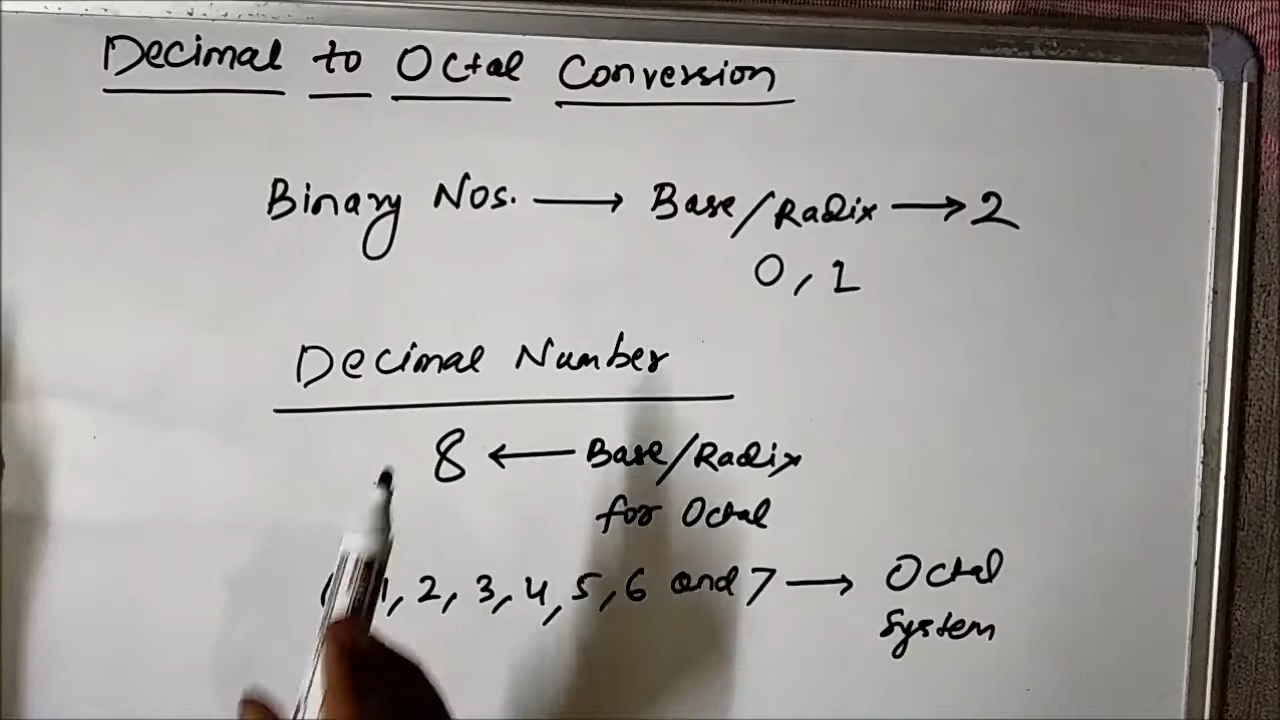 Decimal to Octal Conversion
Binary Nos. → Base/Radix → 2
0, 1
Decimal Number
8 ← Base/Radix
for Octal
1, 2, 3, 4, 5, 6 and 7 → Octal
System